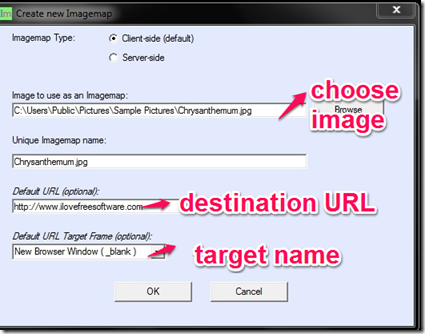 Im Create new Imagemap X
Imagemap Type: Client-side (default)
Server-side
Image to use as an Imagemap:
C:\Users\Public\Pictures\Sample Pictures\Chrysanthemum.jpg
Browse
choose
image
Unique Imagemap name:
Chrysanthemum.jpg
Default URL (optional):
http://www.ilovefreesoftware.com
destination URL
Default URL Target Frame (optional):
New Browser Window ( _blank )
target name
OK Cancel